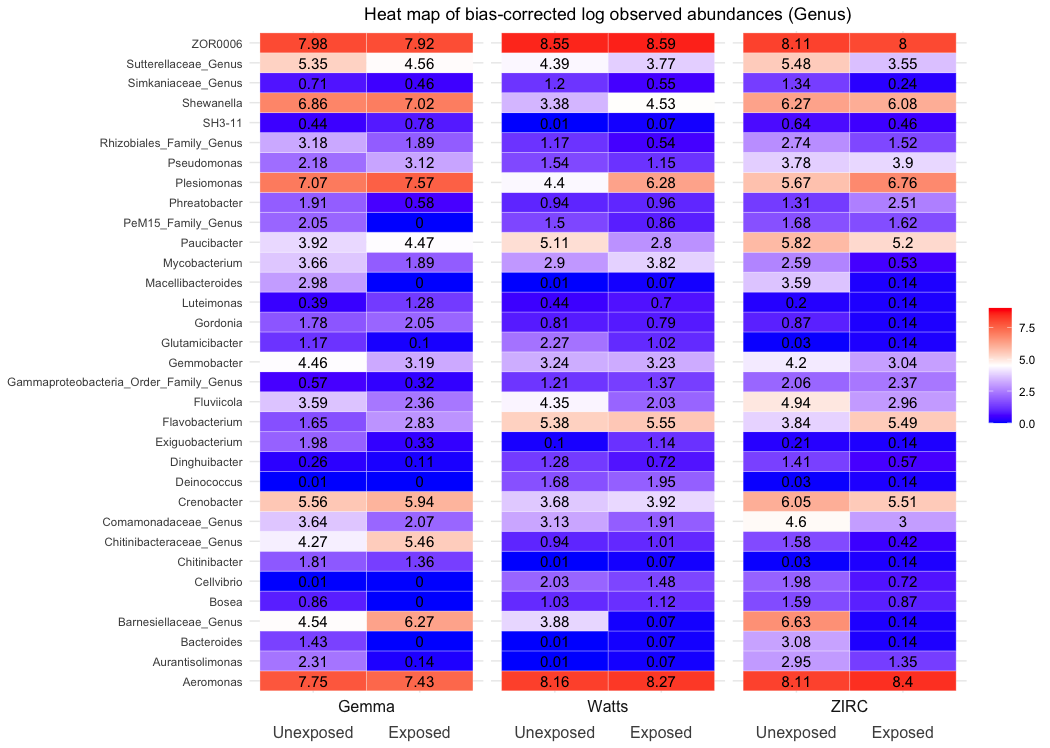 Heat map of bias-corrected log observed abundances (Genus)
ZOR0006 7.98 7.92 8.55 8.59 8.11 8
Sutterellaceae_Genus 5.35 4.56 4.39 3.77 5.48 3.55
Simkaniaceae_Genus 0.71 0.46 1.2 0.55 1.34 0.24
Shewanella 6.86 7.02 3.38 4.53 6.27 6.08
SH3-11 0.44 0.78 0.01 0.07 0.64 0.46
Rhizobiales_Family_Genus 3.18 1.89 1.17 0.54 2.74 1.52
Pseudomonas 2.18 3.12 1.54 1.15 3.78 3.9
Plesiomonas 7.07 7.57 4.4 6.28 5.67 6.76
Phreatobacter 1.91 0.58 0.94 0.96 1.31 2.51
PeM15_Family_Genus 2.05 0 1.5 0.86 1.68 1.62
Paucibacter 3.92 4.47 5.11 2.8 5.82 5.2
Mycobacterium 3.66 1.89 2.9 3.82 2.59 0.53
Macellibacteroides 2.98 0 0.01 0.07 3.59 0.14
Luteimonas 0.39 1.28 0.44 0.7 0.2 0.14
Gordonia 1.78 2.05 0.81 0.79 0.87 0.14
Glutamicibacter 1.17 0.1 2.27 1.02 0.03 0.14
Gemmobacter 4.46 3.19 3.24 3.23 4.2 3.04
Gammaproteobacteria_Order_Family_Genus 0.57 0.32 1.21 1.37 2.06 2.37
Fluviicola 3.59 2.36 4.35 2.03 4.94 2.96
Flavobacterium 1.65 2.83 5.38 5.55 3.84 5.49
Exiguobacterium 1.98 0.33 0.1 1.14 0.21 0.14
Dinghuibacter 0.26 0.11 1.28 0.72 1.41 0.57
Deinococcus 0.01 0 1.68 1.95 0.03 0.14
Crenobacter 5.56 5.94 3.68 3.92 6.05 5.51
Comamonadaceae_Genus 3.64 2.07 3.13 1.91 4.6 3
Chitinibacteraceae_Genus 4.27 5.46 0.94 1.01 1.58 0.42
Chitinibacter 1.81 1.36 0.01 0.07 0.03 0.14
Cellvibrio 0.01 0 2.03 1.48 1.98 0.72
Bosea 0.86 0 1.03 1.12 1.59 0.87
Barnesiellaceae_Genus 4.54 6.27 3.88 0.07 6.63 0.14
Bacteroides 1.43 0 0.01 0.07 3.08 0.14
Aurantisolimonas 2.31 0.14 0.01 0.07 2.95 1.35
Aeromonas 7.75 7.43 8.16 8.27 8.11 8.4
Gemma Watts ZIRC
Unexposed Exposed Unexposed Exposed Unexposed Exposed
7.5
5.0
2.5
0.0